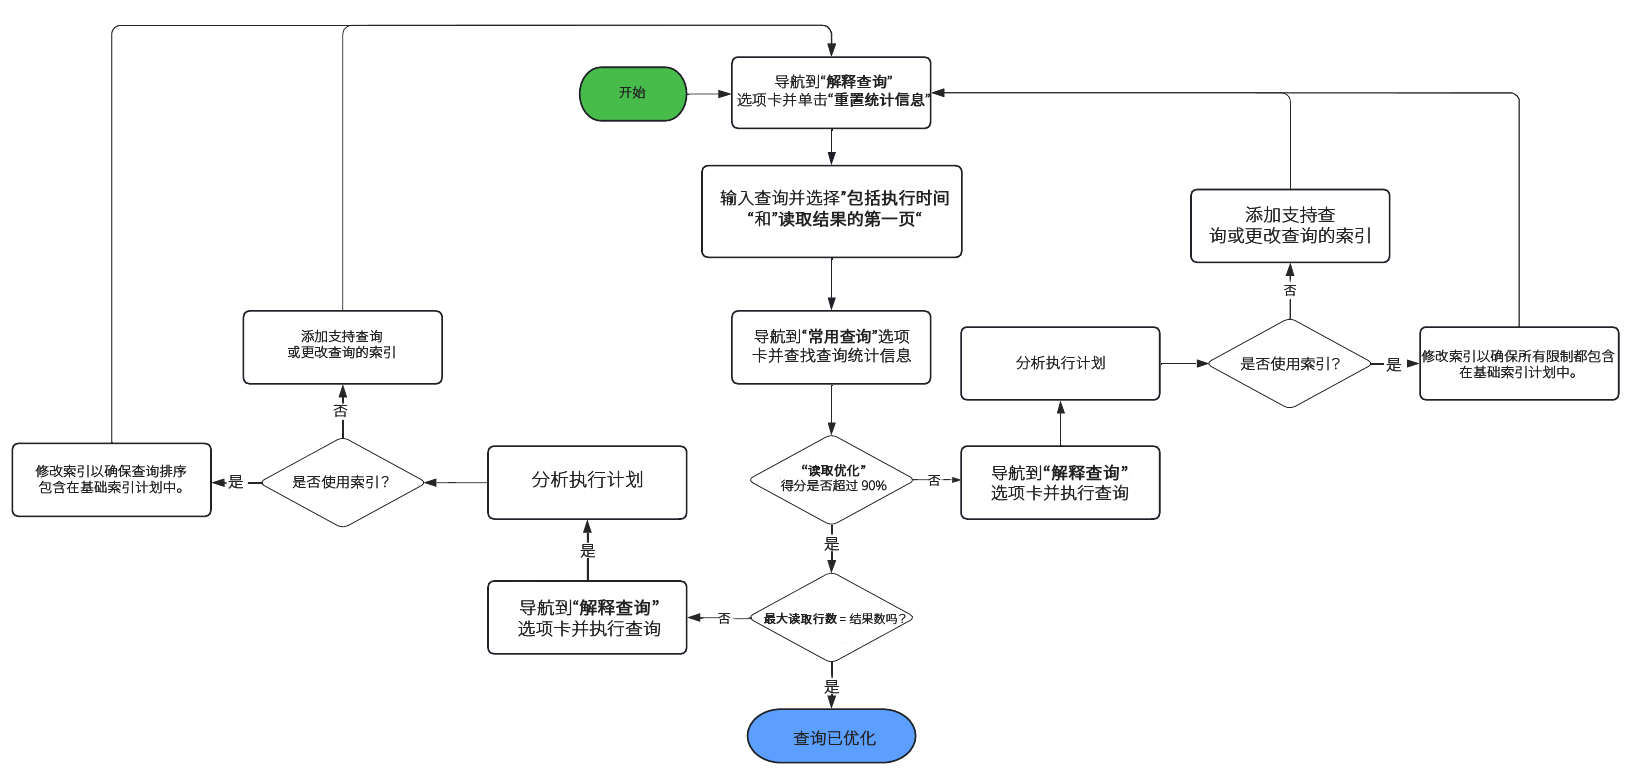 开始
导航到“解释查询”
选项卡并单击“重置统计信息”
输入查询并选择”包括执行时间
“和”读取结果的第一页“
添加支持查
询或更改查询的索引
否
添加支持查询
或更改查询的索引
导航到“常用查询”选项
卡并查找查询统计信息
分析执行计划
是否使用索引？
是
修改索引以确保所有限制都包含
在基础索引计划中。
否
修改索引以确保查询排序
包含在基础索引计划中。
是
是否使用索引？
分析执行计划
“读取优化”
得分是否超过 90%
否
导航到“解释查询”
选项卡并执行查询
是
是
导航到“解释查询”
选项卡并执行查询
否
最大读取行数 = 结果数吗？
是
查询已优化